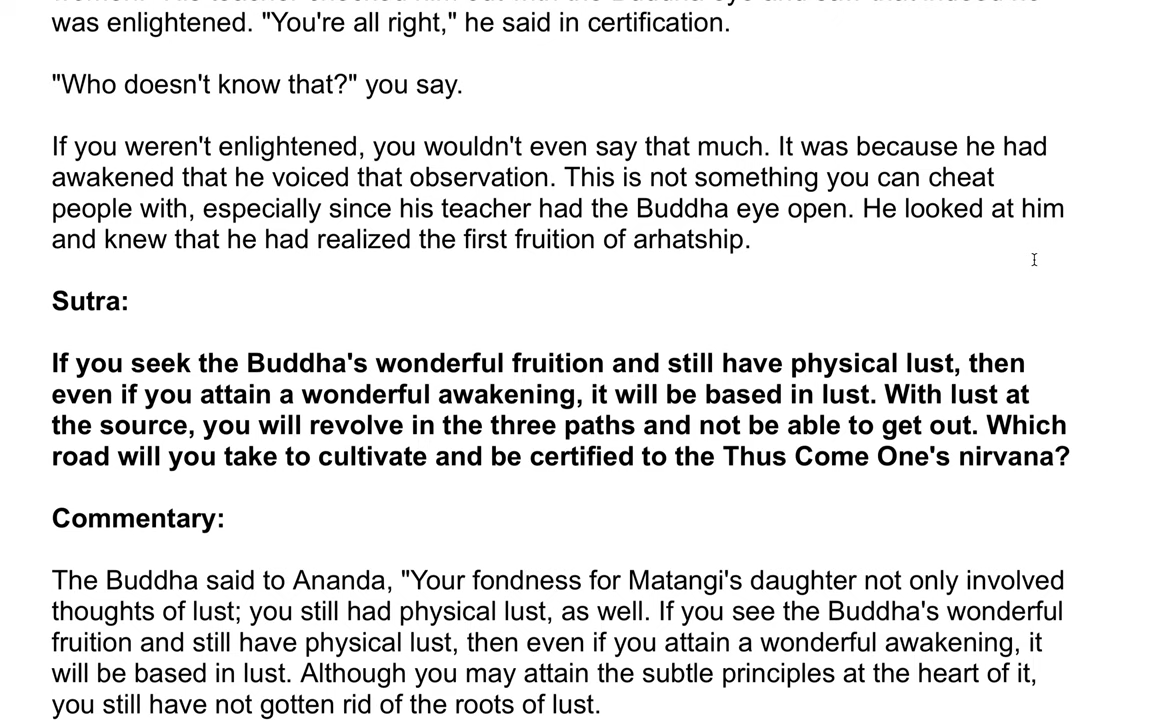 was enlightened. "You're all right," he said in certification.
"Who doesn't know that?" you say.
If you weren't enlightened, you wouldn't even say that much. It was because he had
awakened that he voiced that observation. This is not something you can cheat
people with, especially since his teacher had the Buddha eye open. He looked at him
and knew that he had realized the first fruition of arhatship.
Sutra:
If you seek the Buddha's wonderful fruition and still have physical lust, then
even if you attain a wonderful awakening, it will be based in lust. With lust at
the source, you will revolve in the three paths and not be able to get out. Which
road will you take to cultivate and be certified to the Thus Come One's nirvana?
Commentary:
The Buddha said to Ananda, "Your fondness for Matangi's daughter not only involved
thoughts of lust; you still had physical lust, as well. If you see the Buddha's wonderful
fruition and still have physical lust, then even if you attain a wonderful awakening, it
will be based in lust. Although you may attain the subtle principles at the heart of it,
you still have not gotten rid of the roots of lust.